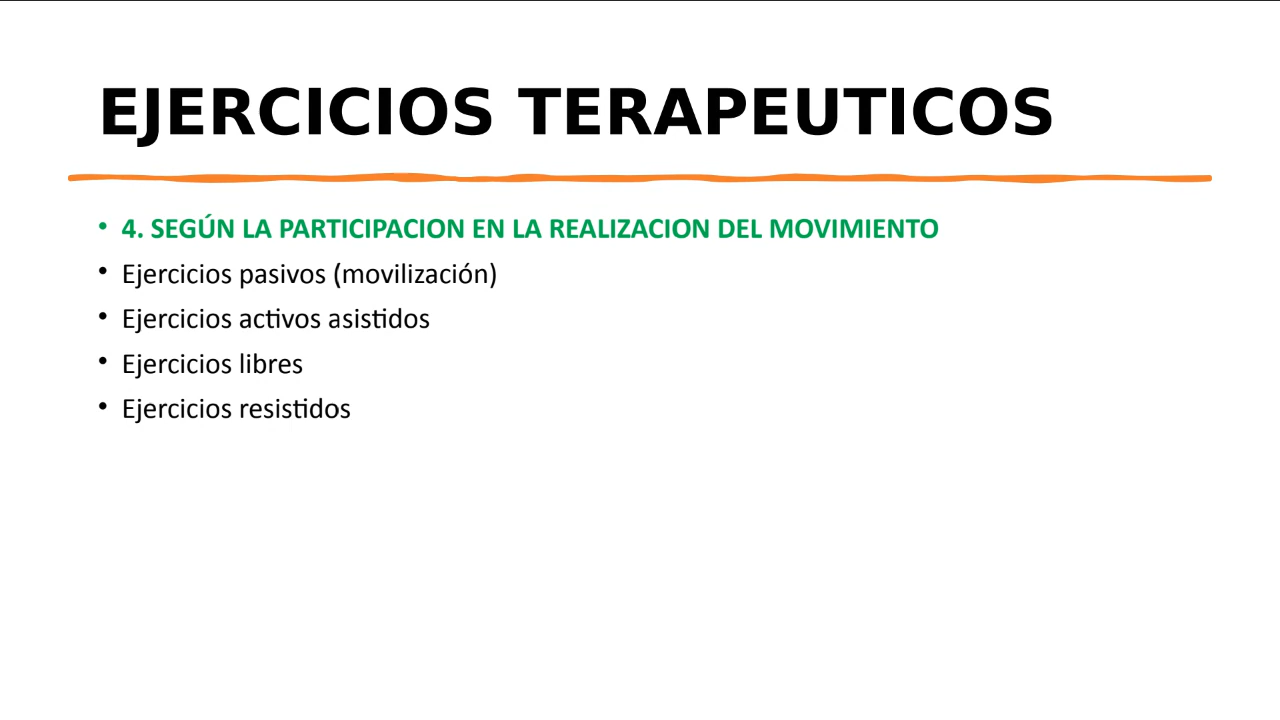 EJERCICIOS TERAPEUTICOS
• 4. SEGÚN LA PARTICIPACION EN LA REALIZACION DEL MOVIMIENTO
• Ejercicios pasivos (movilización)
• Ejercicios activos asistidos
• Ejercicios libres
• Ejercicios resistidos